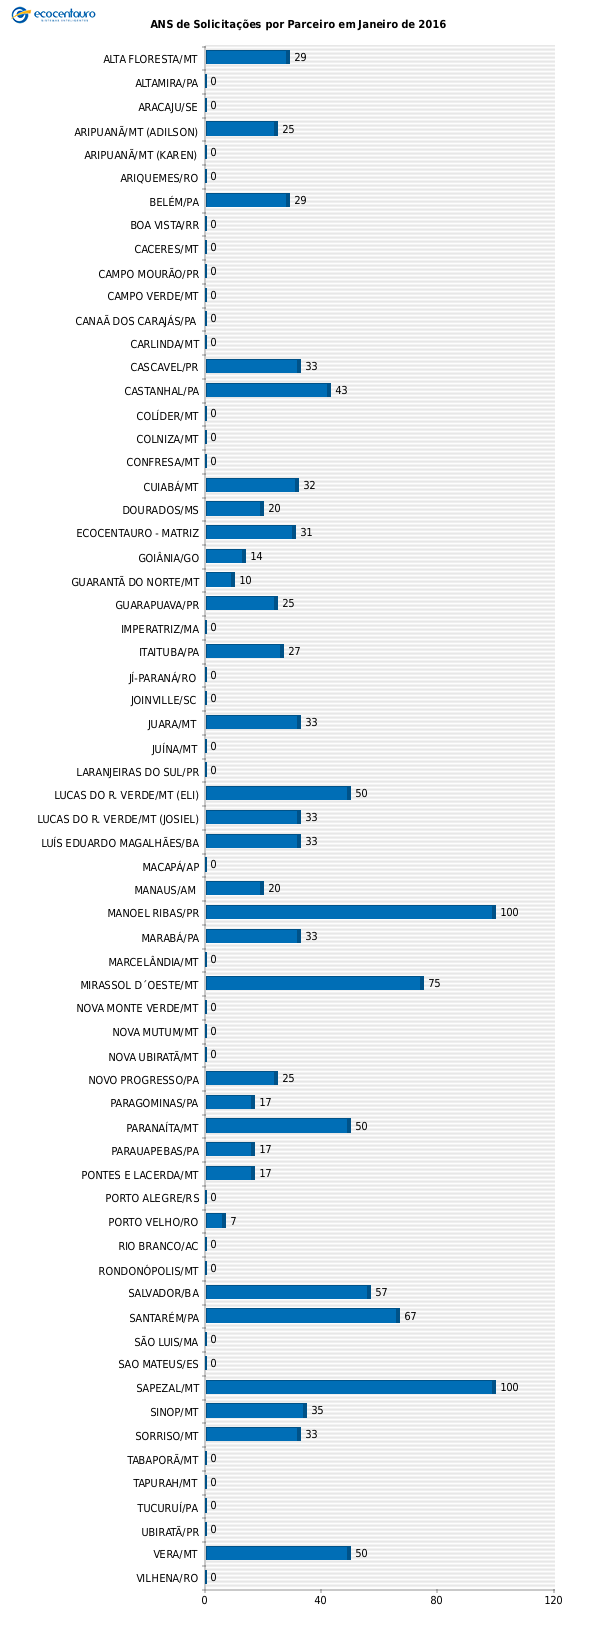 ecocentauro
ANS de Solicitações por Parceiro em Janeiro de 2016
ALTA FLORESTA/MT 29
ALTAMIRA/PA 0
ARACAJU/SE 0
ARIPUANÃ/MT (ADILSON) 25
ARIPUANÃ/MT (KAREN) 0
ARIQUEMES/RO 0
BELÉM/PA 29
BOA VISTA/RR 0
CACERES/MT 0
CAMPO MOURÃO/PR 0
CAMPO VERDE/MT 0
CANAÃ DOS CARAJÁS/PA 0
CARLINDA/MT 0
CASCAVEL/PR 33
CASTANHAL/PA 43
COLÍDER/MT 0
COLNIZA/MT 0
CONFRESA/MT 0
CUIABÁ/MT 32
DOURADOS/MS 20
ECOCENTAURO - MATRIZ 31
GOIÂNIA/GO 14
GUARANTÃ DO NORTE/MT 10
GUARAPUAVA/PR 25
IMPERATRIZ/MA 0
ITAITUBA/PA 27
JÍ-PARANÁ/RO 0
JOINVILLE/SC 0
JUARA/MT 33
JUÍNA/MT 0
LARANJEIRAS DO SUL/PR 0
LUCAS DO R. VERDE/MT (ELI) 50
LUCAS DO R. VERDE/MT (JOSIEL) 33
LUÍS EDUARDO MAGALHÃES/BA 33
MACAPÁ/AP 0
MANAUS/AM 20
MANOEL RIBAS/PR 100
MARABÁ/PA 33
MARCELÂNDIA/MT 0
MIRASSOL D´OESTE/MT 75
NOVA MONTE VERDE/MT 0
NOVA MUTUM/MT 0
NOVA UBIRATÃ/MT 0
NOVO PROGRESSO/PA 25
PARAGOMINAS/PA 17
PARANAÍTA/MT 50
PARAUAPEBAS/PA 17
PONTES E LACERDA/MT 17
PORTO ALEGRE/RS 0
PORTO VELHO/RO 7
RIO BRANCO/AC 0
RONDONÓPOLIS/MT 0
SALVADOR/BA 57
SANTARÉM/PA 67
SÃO LUIS/MA 0
SAO MATEUS/ES 0
SAPEZAL/MT 100
SINOP/MT 35
SORRISO/MT 33
TABAPORÃ/MT 0
TAPURAH/MT 0
TUCURUÍ/PA 0
UBIRATÃ/PR 0
VERA/MT 50
VILHENA/RO 0
0 40 80 120